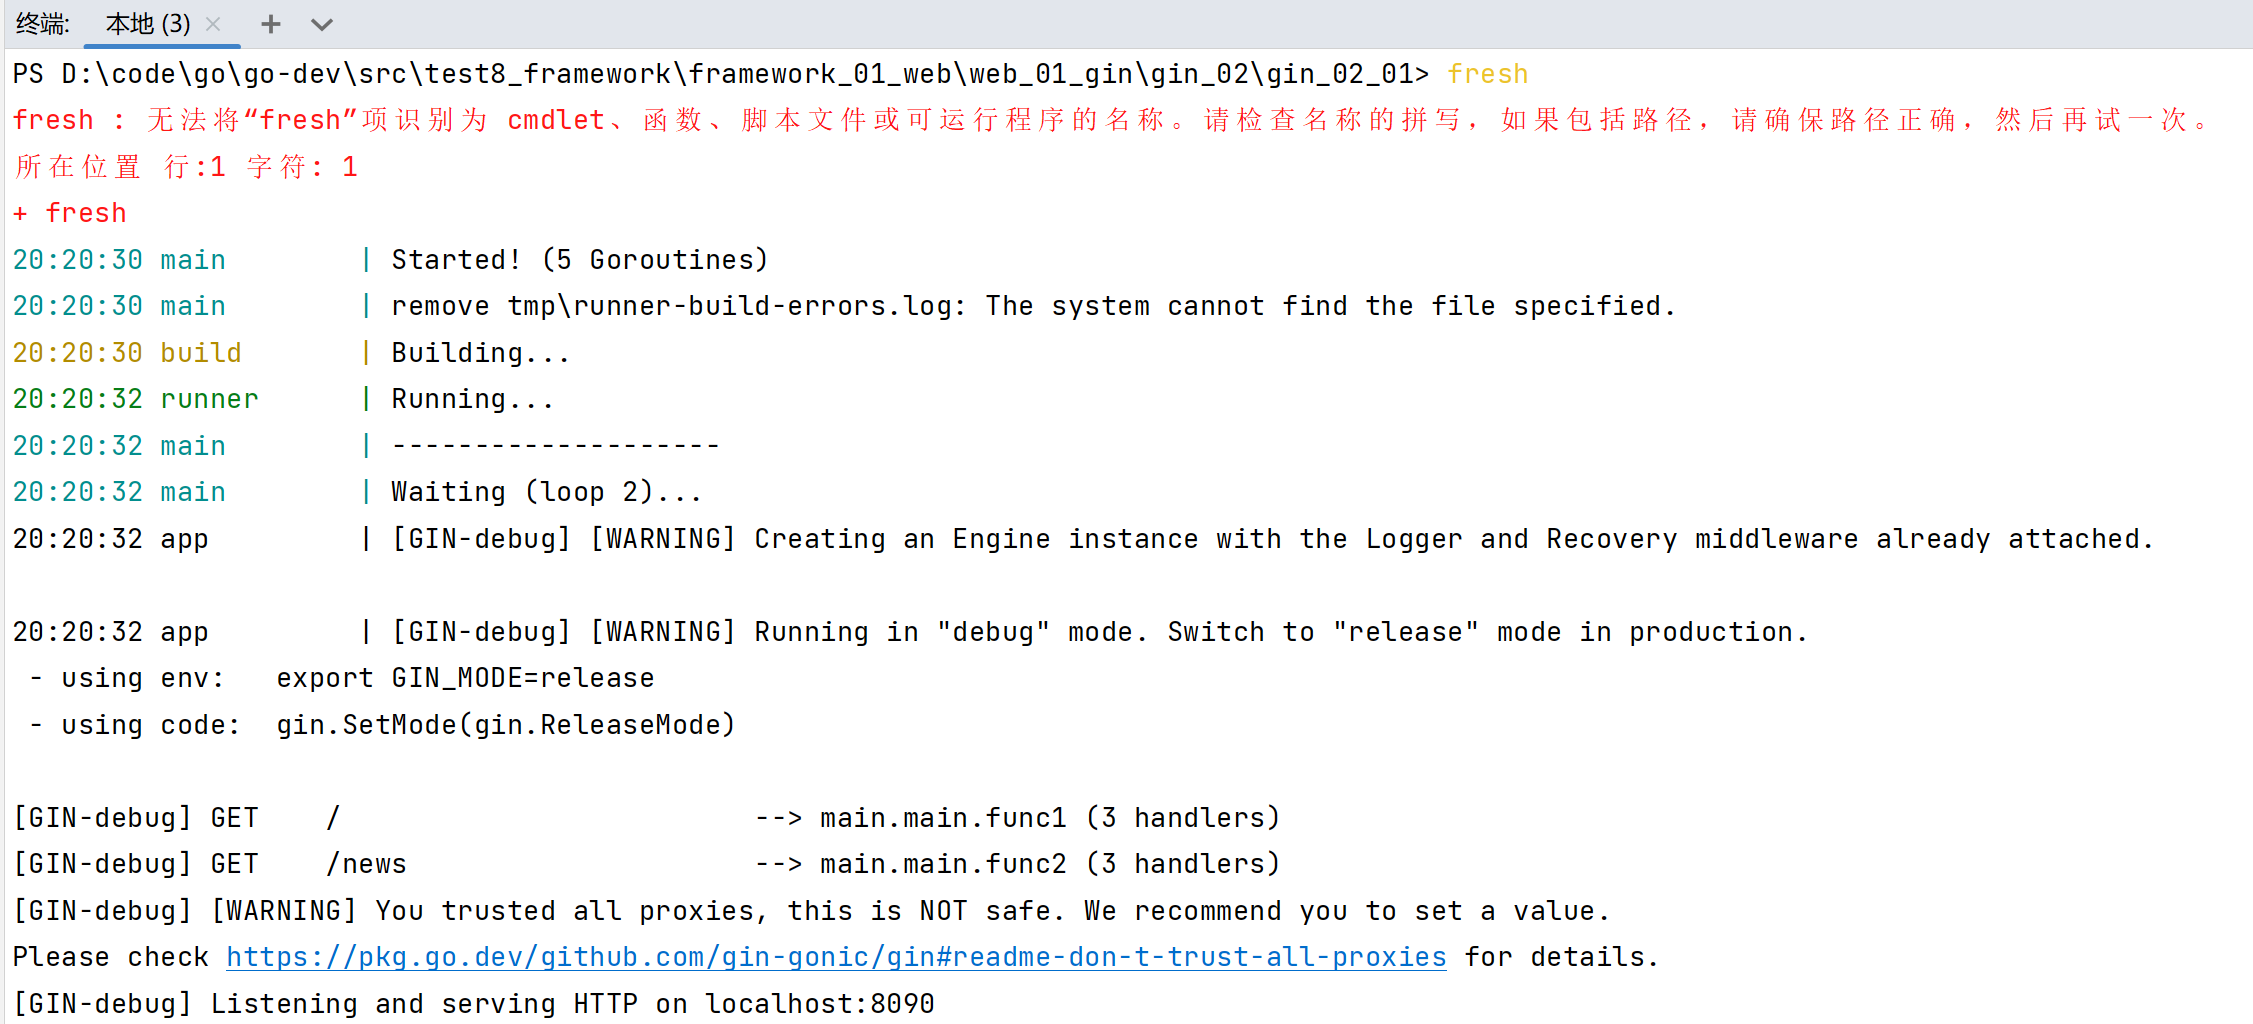 终端: 本地 (3)
PS D:\code\go\go-dev\src\test8_framework\framework_01_web\web_01_gin\gin_02\gin_02_01> fresh
fresh : 无法将“fresh”项识别为 cmdlet、函数、脚本文件或可运行程序的名称。请检查名称的拼写，如果包括路径，请确保路径正确，然后再试一次。
所在位置 行:1 字符: 1
+ fresh
20:20:30 main        | Started! (5 Goroutines)
20:20:30 main        | remove tmp\runner-build-errors.log: The system cannot find the file specified.
20:20:30 build       | Building...
20:20:32 runner      | Running...
20:20:32 main        | --------------------
20:20:32 main        | Waiting (loop 2)...
20:20:32 app         | [GIN-debug] [WARNING] Creating an Engine instance with the Logger and Recovery middleware already attached.
20:20:32 app         | [GIN-debug] [WARNING] Running in "debug" mode. Switch to "release" mode in production.
 - using env:   export GIN_MODE=release
 - using code:  gin.SetMode(gin.ReleaseMode)
[GIN-debug] GET    /                         --> main.main.func1 (3 handlers)
[GIN-debug] GET    /news                     --> main.main.func2 (3 handlers)
[GIN-debug] [WARNING] You trusted all proxies, this is NOT safe. We recommend you to set a value.
Please check https://pkg.go.dev/github.com/gin-gonic/gin#readme-don-t-trust-all-proxies for details.
[GIN-debug] Listening and serving HTTP on localhost:8090